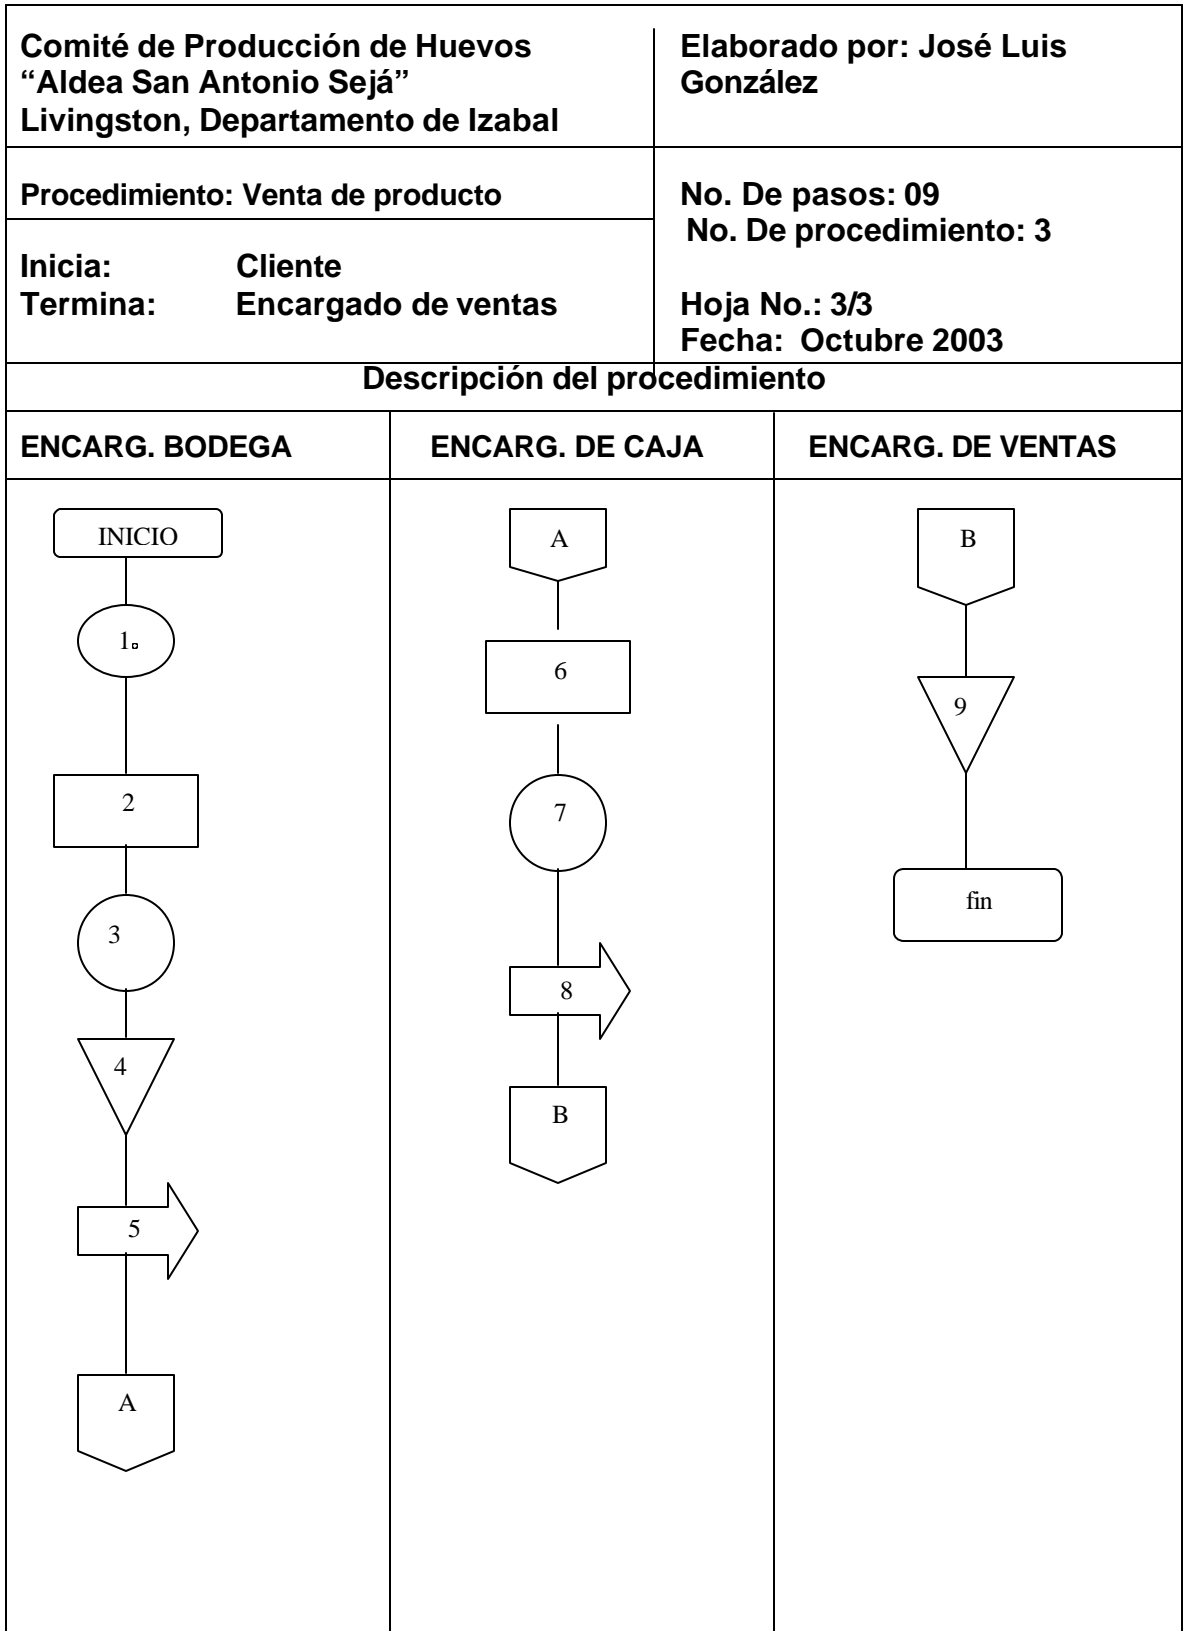 Comité de Producción de Huevos
“Aldea San Antonio Sejá”
Livingston, Departamento de Izabal
Elaborado por: José Luis
González
Procedimiento: Venta de producto
No. De pasos: 09
No. De procedimiento: 3
Inicia: Cliente
Termina: Encargado de ventas
Hoja No.: 3/3
Fecha: Octubre 2003
Descripción del procedimiento
ENCARG. BODEGA
ENCARG. DE CAJA
ENCARG. DE VENTAS
INICIO
1.
2
3
4
5
A
A
6
7
8
B
B
9
fin